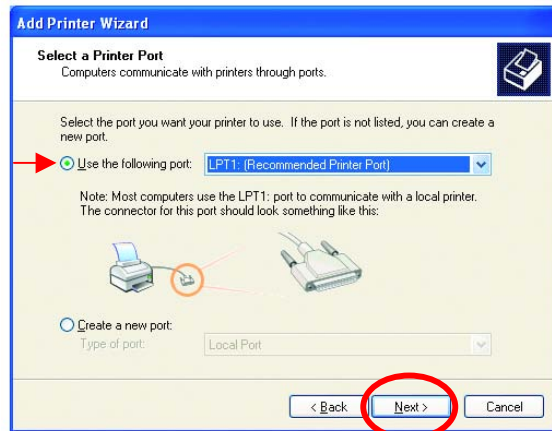 Add Printer Wizard
Select a Printer Port
Computers communicate with printers through ports.
Select the port you want your printer to use. If the port is not listed, you can create a
new port.
Use the following port: LPT1: (Recommended Printer Port)
Note: Most computers use the LPT1: port to communicate with a local printer.
The connector for this port should look something like this:
Create a new port:
Type of port: Local Port
< Back Next > Cancel